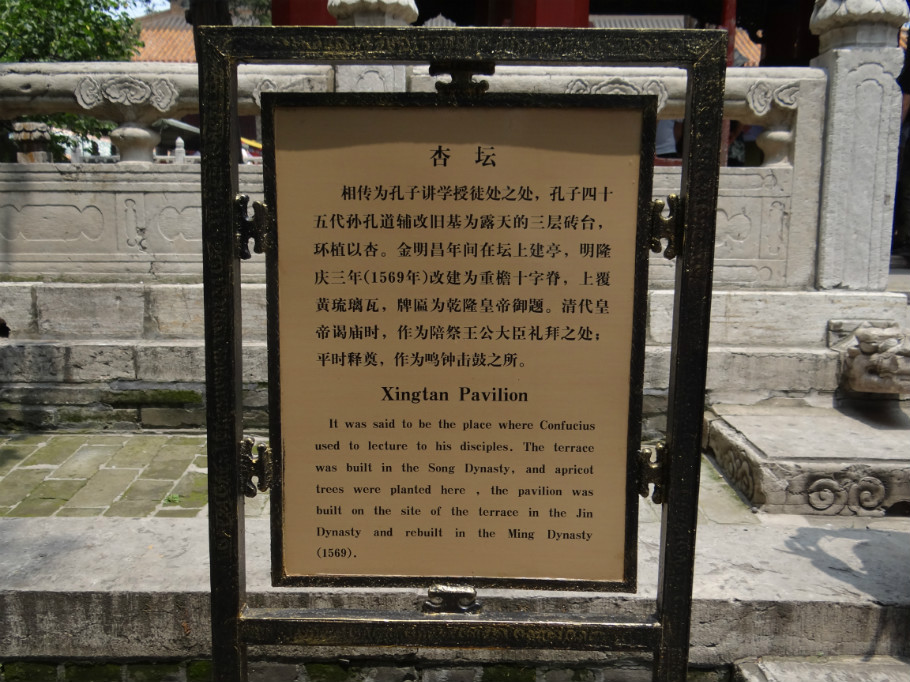 杏 坛
相传为孔子讲学授徒处之处，孔子四十
五代孙孔道辅改旧基为露天的三层砖台，
环植以杏。金明昌年间在坛上建亭，明隆
庆三年(1569年)改建为重檐十字脊，上覆
黄琉璃瓦，牌匾为乾隆皇帝御题。清代皇
帝谒庙时，作为陪祭王公大臣礼拜之处；
平时释奠，作为鸣钟击鼓之所。
Xingtan Pavilion
It was said to be the place where Confucius
used to lecture to his disciples. The terrace
was built in the Song Dynasty, and apricot
trees were planted here , the pavilion was
built on the site of the terrace in the Jin
Dynasty and rebuilt in the Ming Dynasty
(1569).